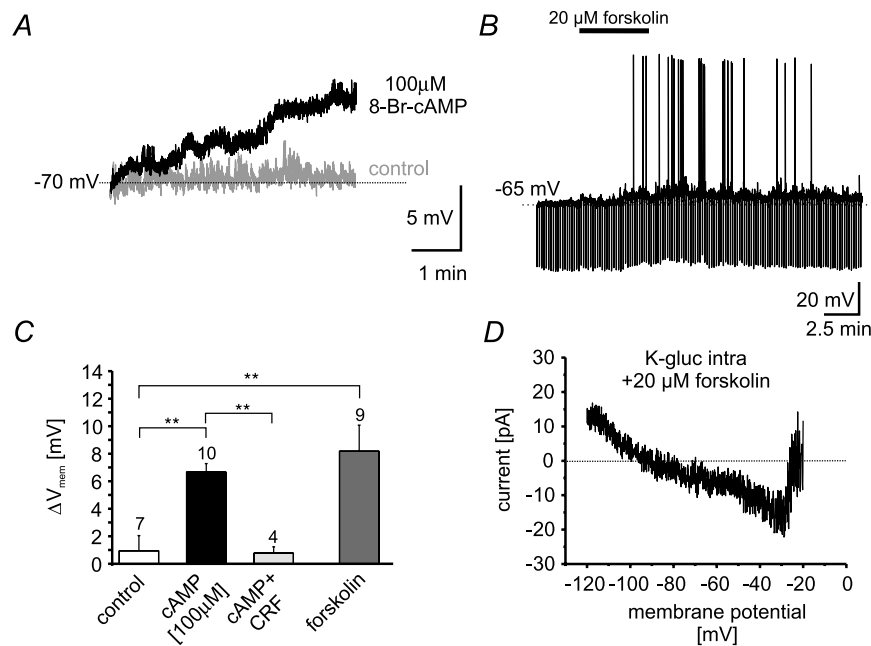 A
100µM
8-Br-cAMP
control
-70 mV
5 mV
1 min
B
20 µM forskolin
-65 mV
20 mV
2.5 min
C
ΔVmem [mV]
14
12
10
8
6
4
2
0
**
**
**
7
10
4
9
control
cAMP
[100µM]
cAMP+
CRF
forskolin
D
K-gluc intra
+20 µM forskolin
current [pA]
30
20
10
0
-10
-20
-30
-120 -100 -80 -60 -40 -20 0
membrane potential
[mV]